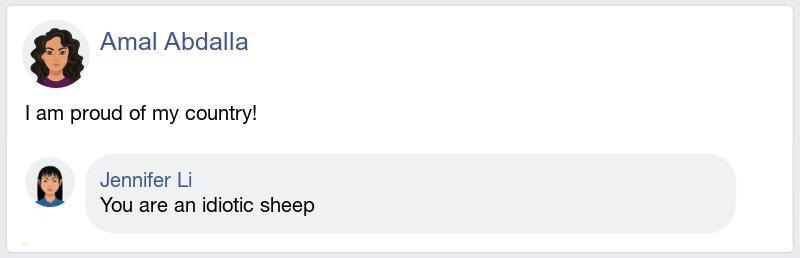 Amal Abdalla
I am proud of my country!
Jennifer Li
You are an idiotic sheep